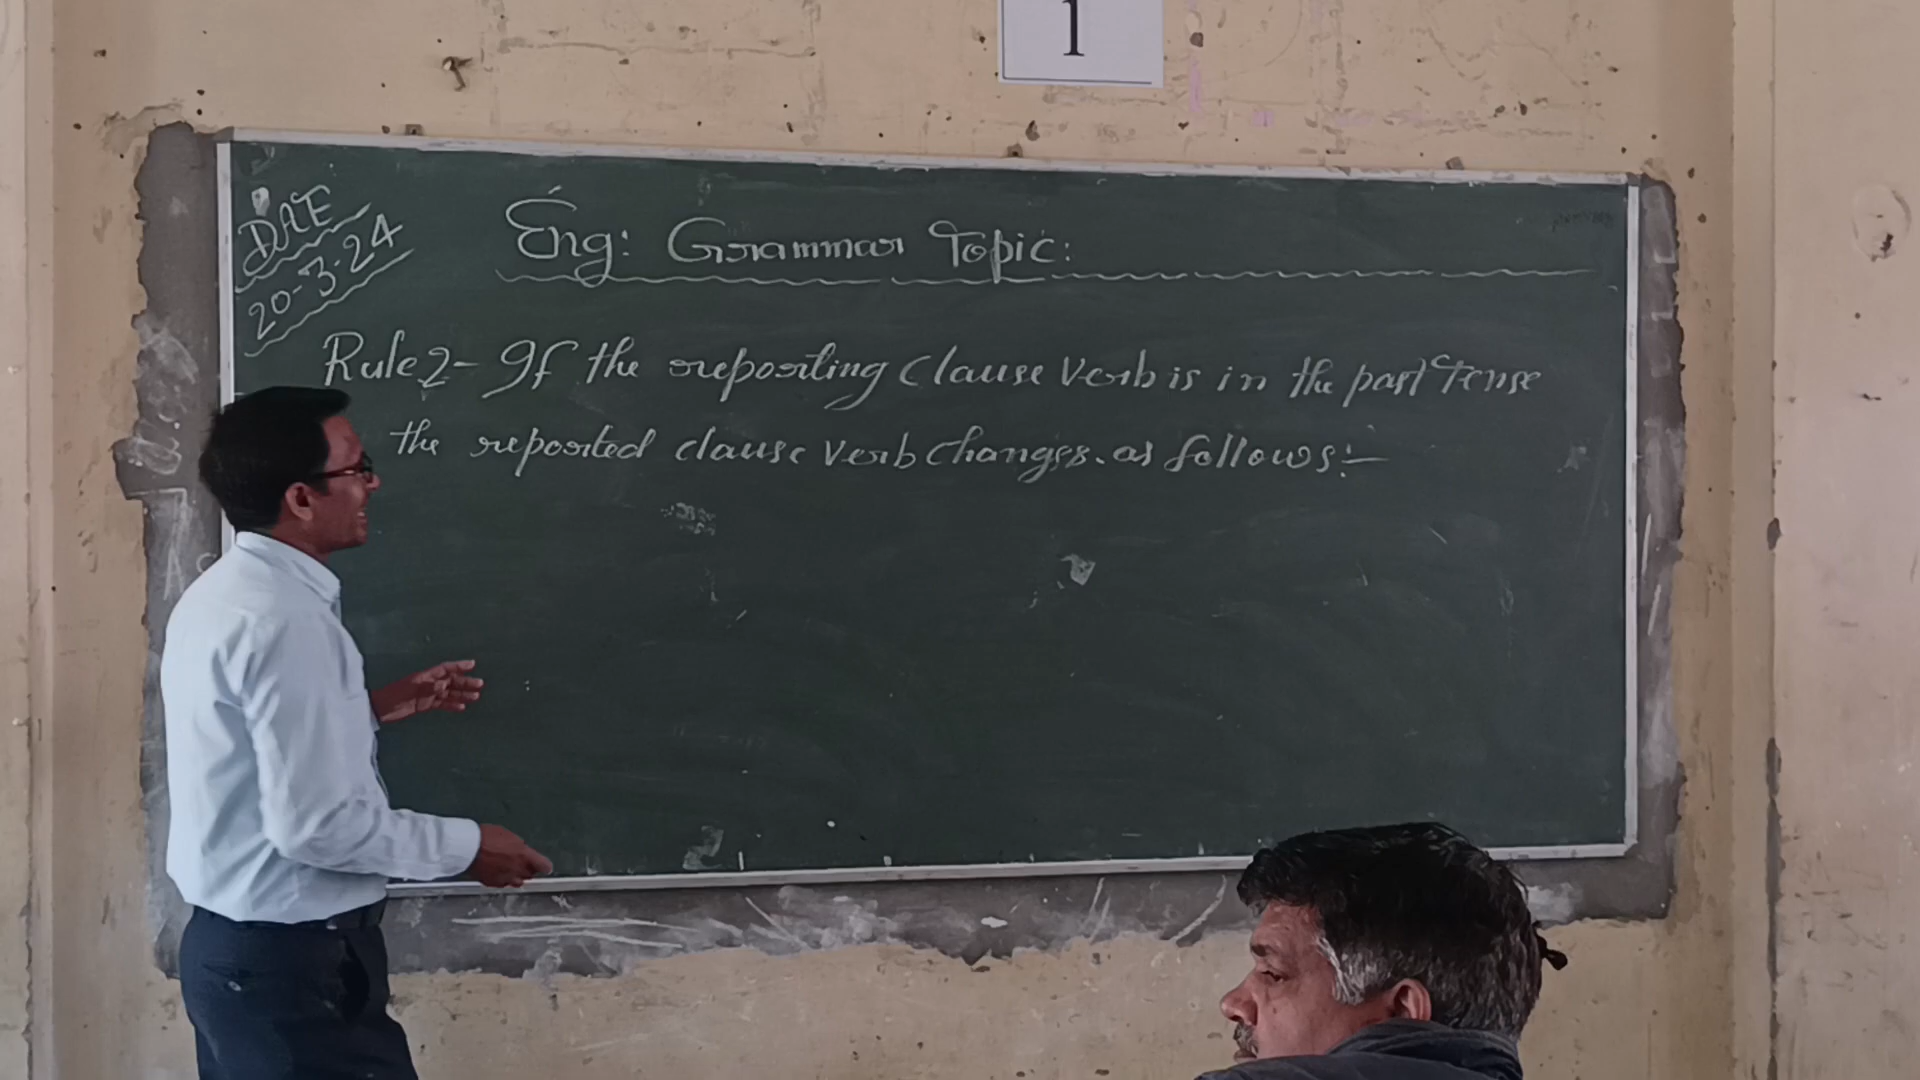 1
DATE
20-3-24
Eng: Grammar Topic:
Rule 2- If the reporting clause verb is in the past Tense
the reported clause verb changes. as follows:-